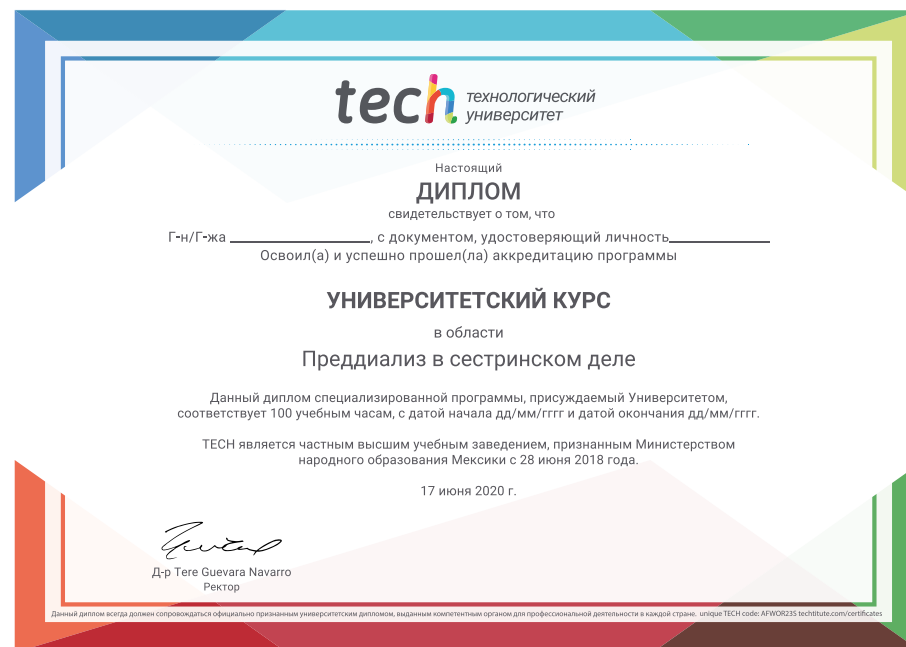 tech технологический
университет
Настоящий
ДИПЛОМ
свидетельствует о том, что
Г-н/Г-жа ____________________, с документом, удостоверяющий личность______________
Освоил(а) и успешно прошел(ла) аккредитацию программы
УНИВЕРСИТЕТСКИЙ КУРС
в области
Преддиализ в сестринском деле
Данный диплом специализированной программы, присуждаемый Университетом,
соответствует 100 учебным часам, с датой начала дд/мм/гггг и датой окончания дд/мм/гггг.
TECH является частным высшим учебным заведением, признанным Министерством
народного образования Мексики с 28 июня 2018 года.
17 июня 2020 г.
Д-р Tere Guevara Navarro
Ректор
Данный диплом всегда должен сопровождаться официально признанным университетским дипломом, выданным компетентным органом для профессиональной деятельности в каждой стране. unique TECH code: AFWOR23S techtitute.com/certificates